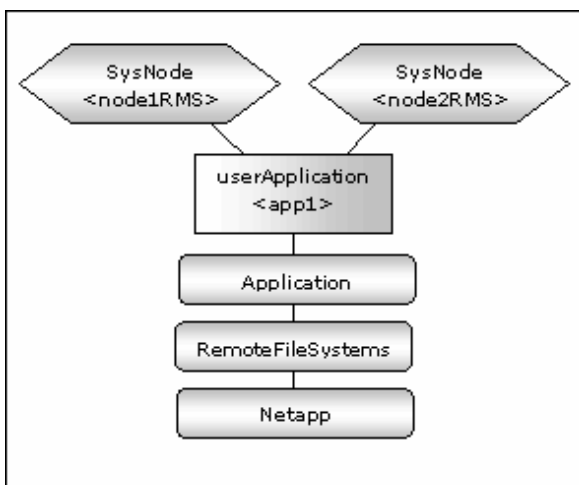 SysNode
<node1RMS>
SysNode
<node2RMS>
userApplication
<app1>
Application
RemoteFileSystems
Netapp